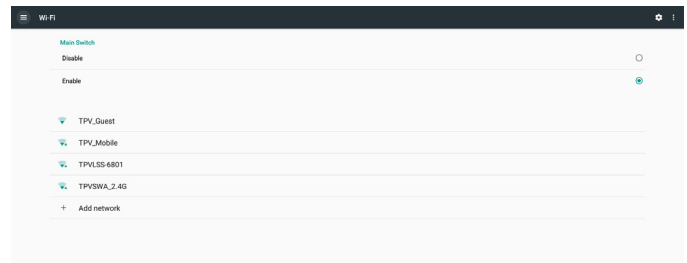 Wi-Fi
Main Switch
Disable
Enable
TPV_Guest
TPV_Mobile
TPVLSS-6801
TPVSWA_2.4G
Add network